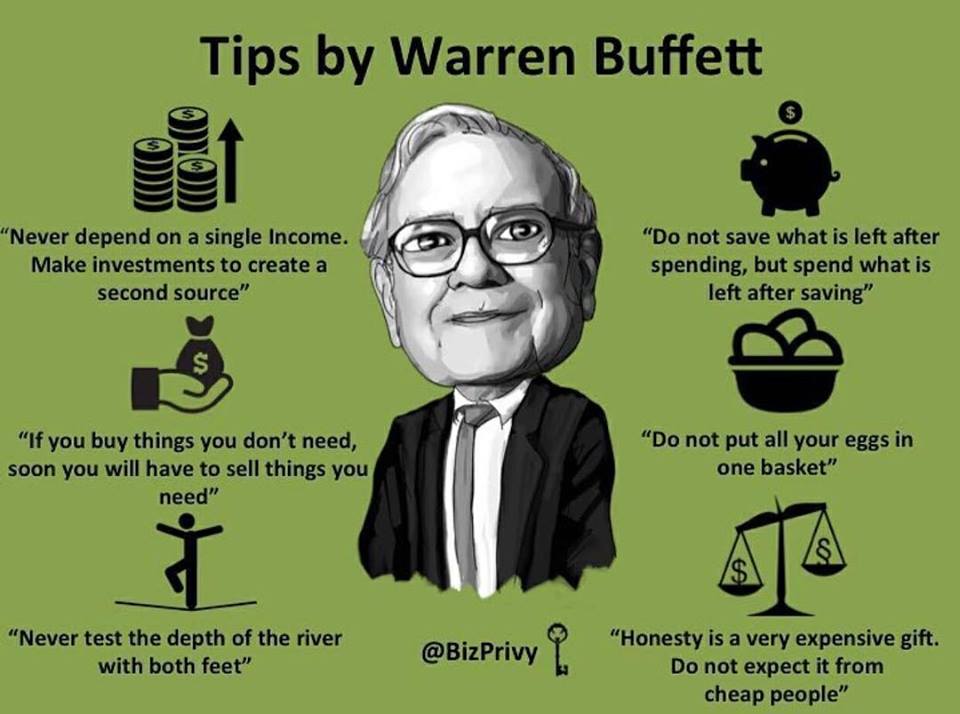 Tips by Warren Buffett
“Never depend on a single Income.
Make investments to create a
second source”
“Do not save what is left after
spending, but spend what is
left after saving”
“If you buy things you don’t need,
soon you will have to sell things you
need”
“Do not put all your eggs in
one basket”
“Never test the depth of the river
with both feet”
“Honesty is a very expensive gift.
Do not expect it from
cheap people”
@BizPrivy
$
$
$
$
$
$
§